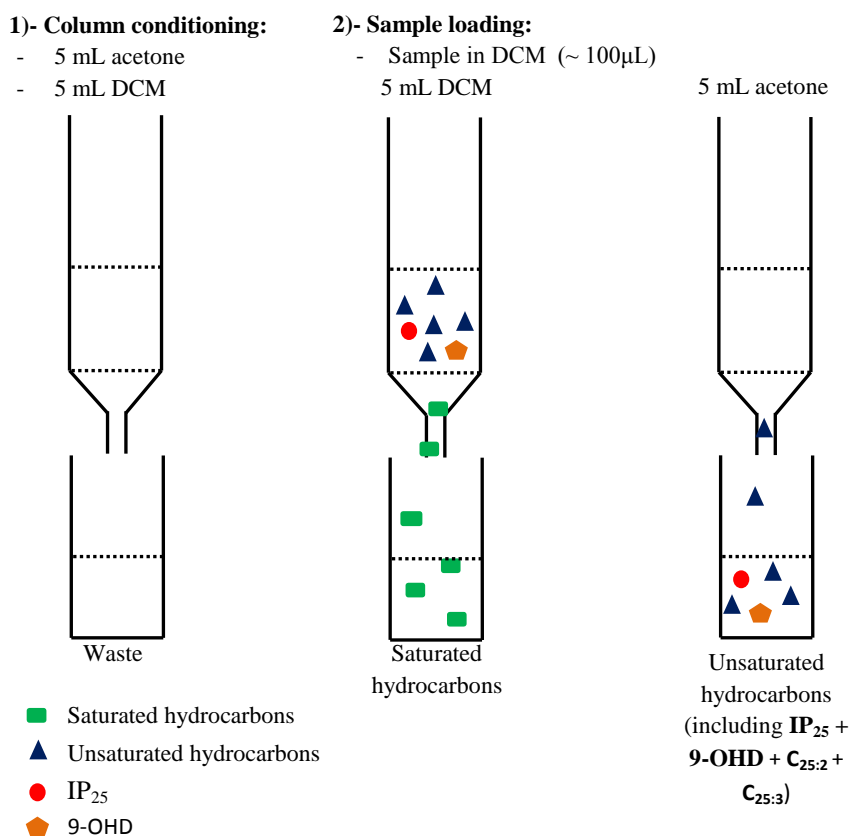 1)- Column conditioning:
- 5 mL acetone
- 5 mL DCM
2)- Sample loading:
- Sample in DCM (~ 100μL)
5 mL DCM
5 mL acetone
Waste
Saturated
hydrocarbons
Unsaturated
hydrocarbons
(including IP₂₅ +
9-OHD + C₂₅:₂ +
C₂₅:₃)
Saturated hydrocarbons
Unsaturated hydrocarbons
IP₂₅
9-OHD